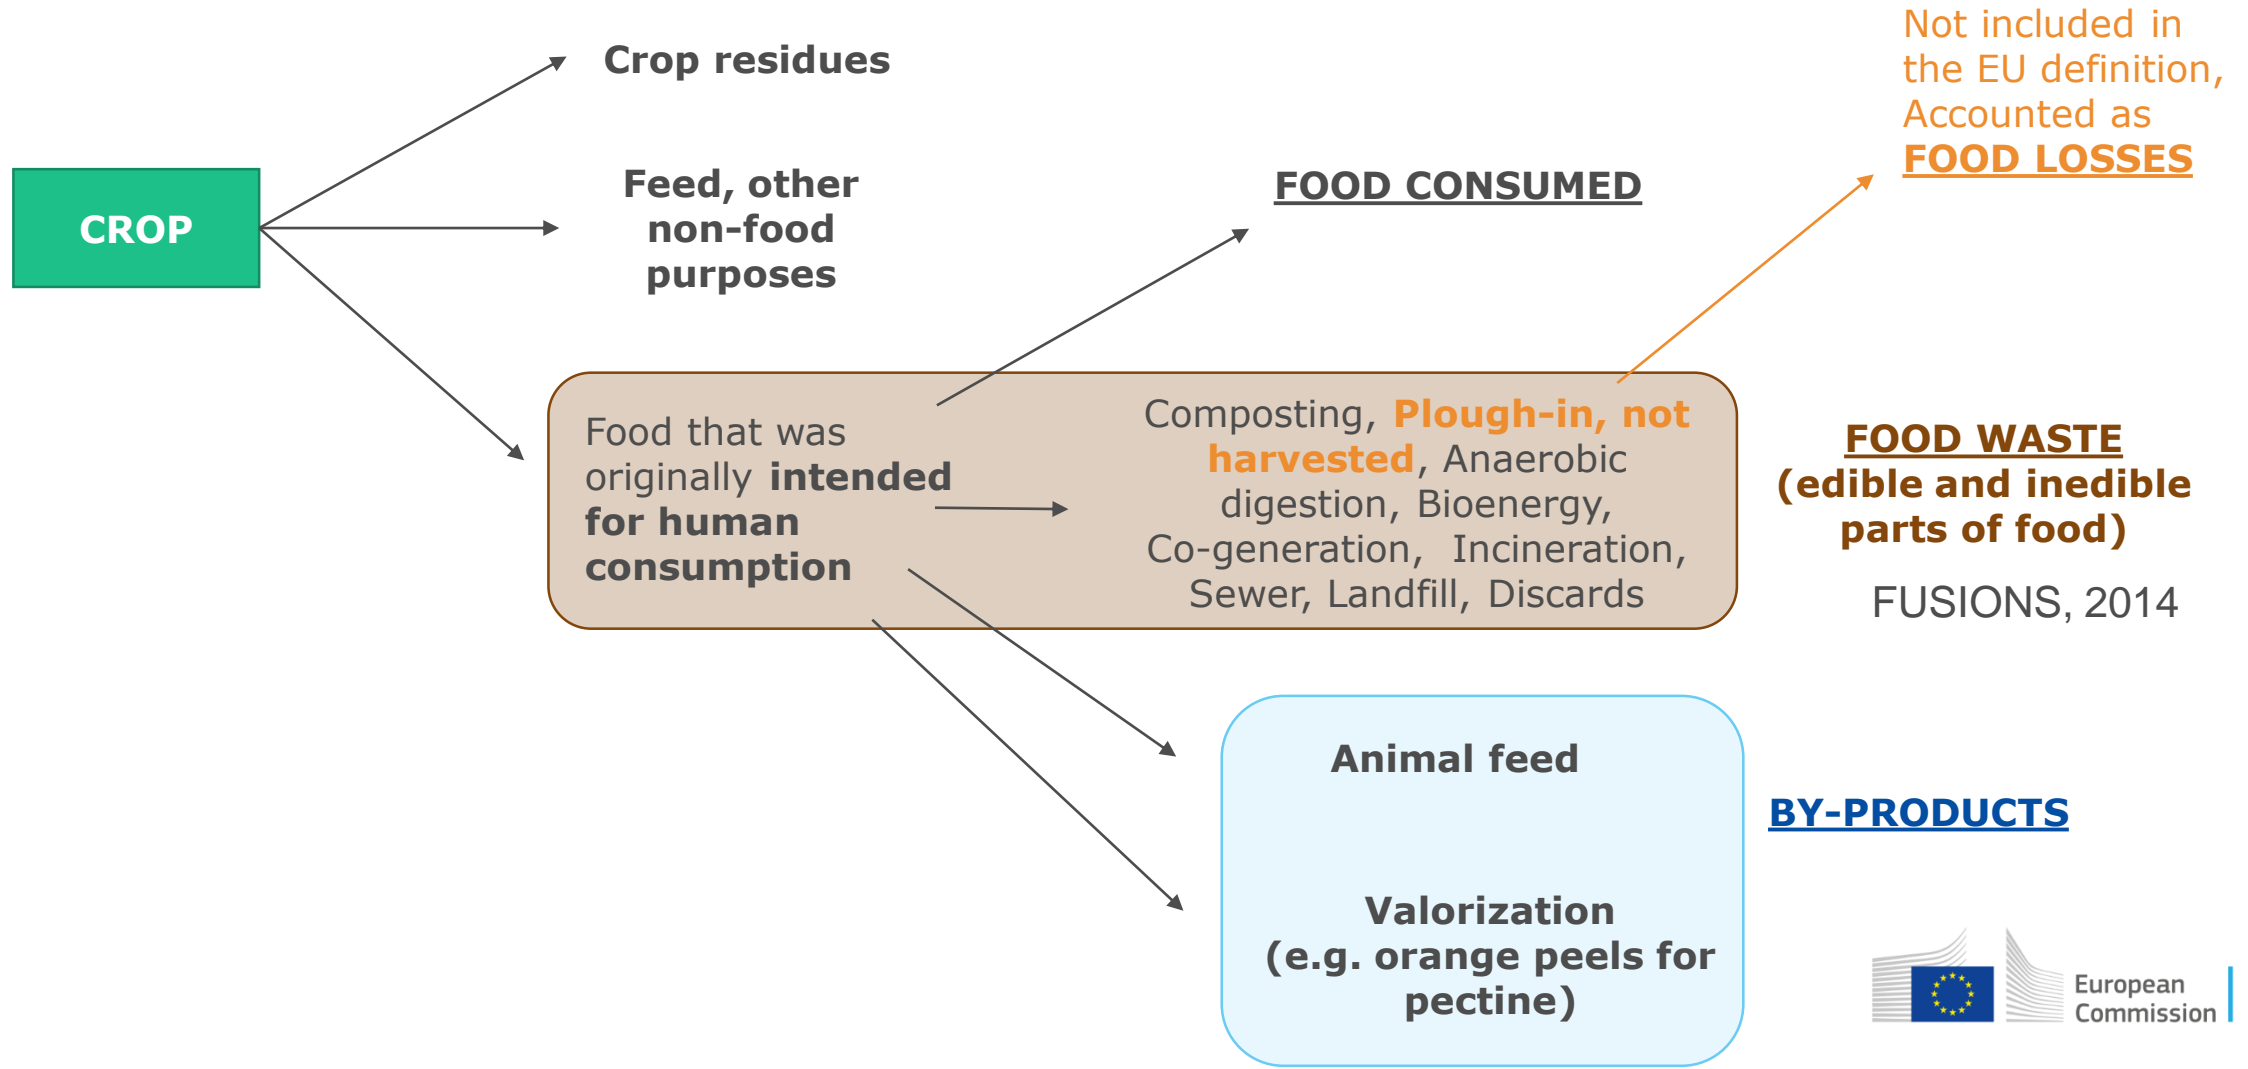 Not included in
the EU definition,
Accounted as
FOOD LOSSES
Crop residues
Feed, other
non-food
purposes
FOOD CONSUMED
CROP
Food that was
originally intended
for human
consumption
Composting, Plough-in, not
harvested, Anaerobic
digestion, Bioenergy,
Co-generation, Incineration,
Sewer, Landfill, Discards
FOOD WASTE
(edible and inedible
parts of food)
FUSIONS, 2014
Animal feed
BY-PRODUCTS
Valorization
(e.g. orange peels for
pectine)
European
Commission